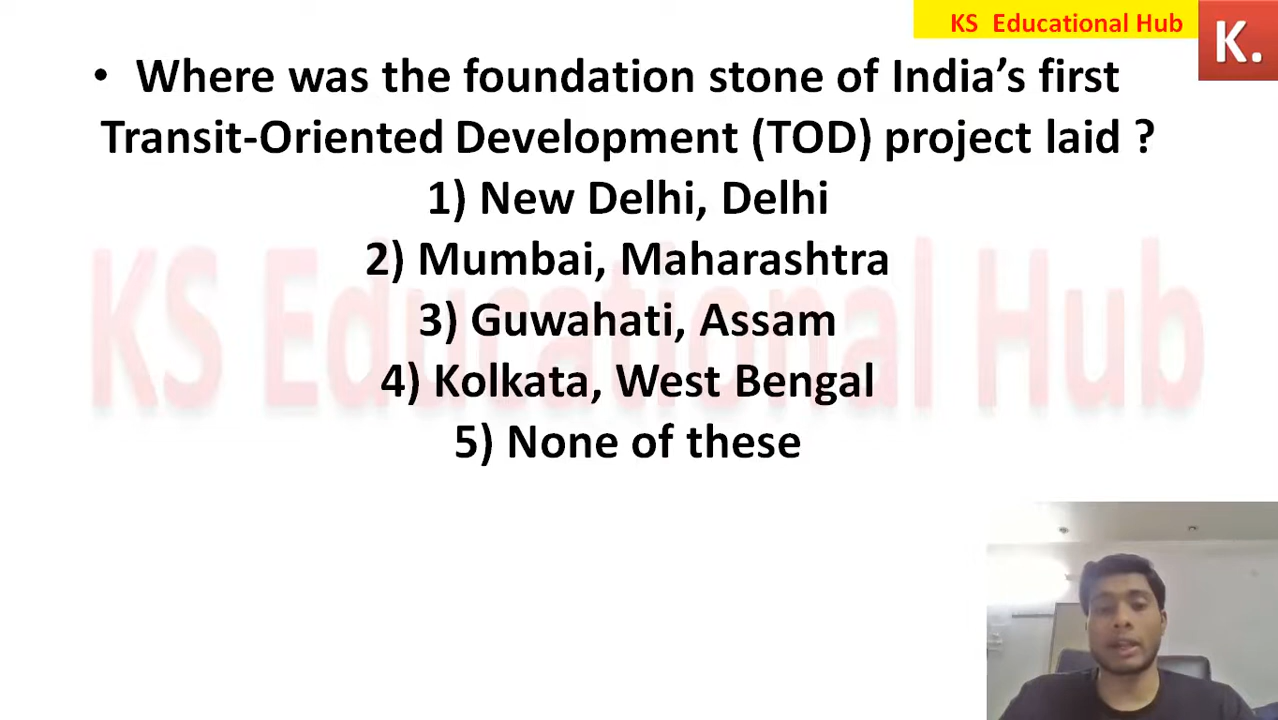 KS Educational Hub
K.
• Where was the foundation stone of India’s first
Transit-Oriented Development (TOD) project laid ?
1) New Delhi, Delhi
2) Mumbai, Maharashtra
3) Guwahati, Assam
4) Kolkata, West Bengal
5) None of these
KS Educational Hub